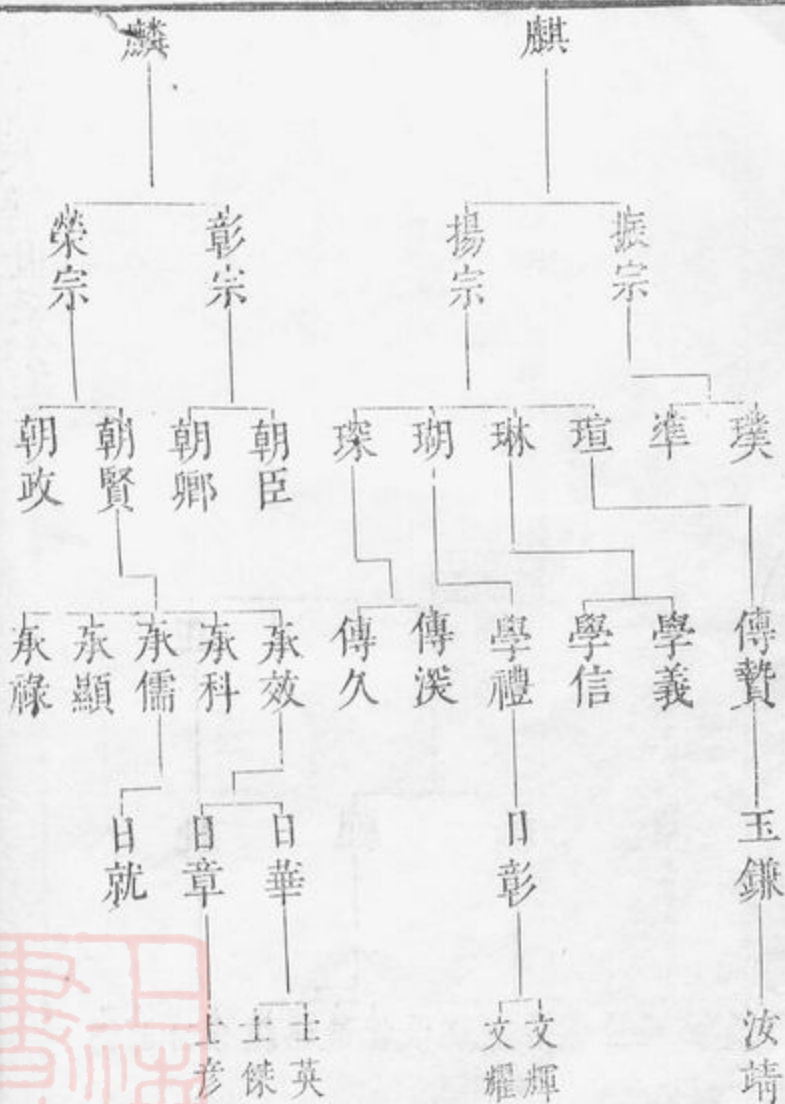 麒
麟
振宗
揚宗
彰宗
榮宗
璞
準
瑄
琳
瑚
琛
朝臣
朝卿
朝賢
朝政
傳贊
學義
學信
學禮
傳渓
傳久
承效
承科
承儒
承顯
承祿
玉鎌
日彰
日華
日章
日就
汝靖
文輝
文耀
士英
士傑
士彥